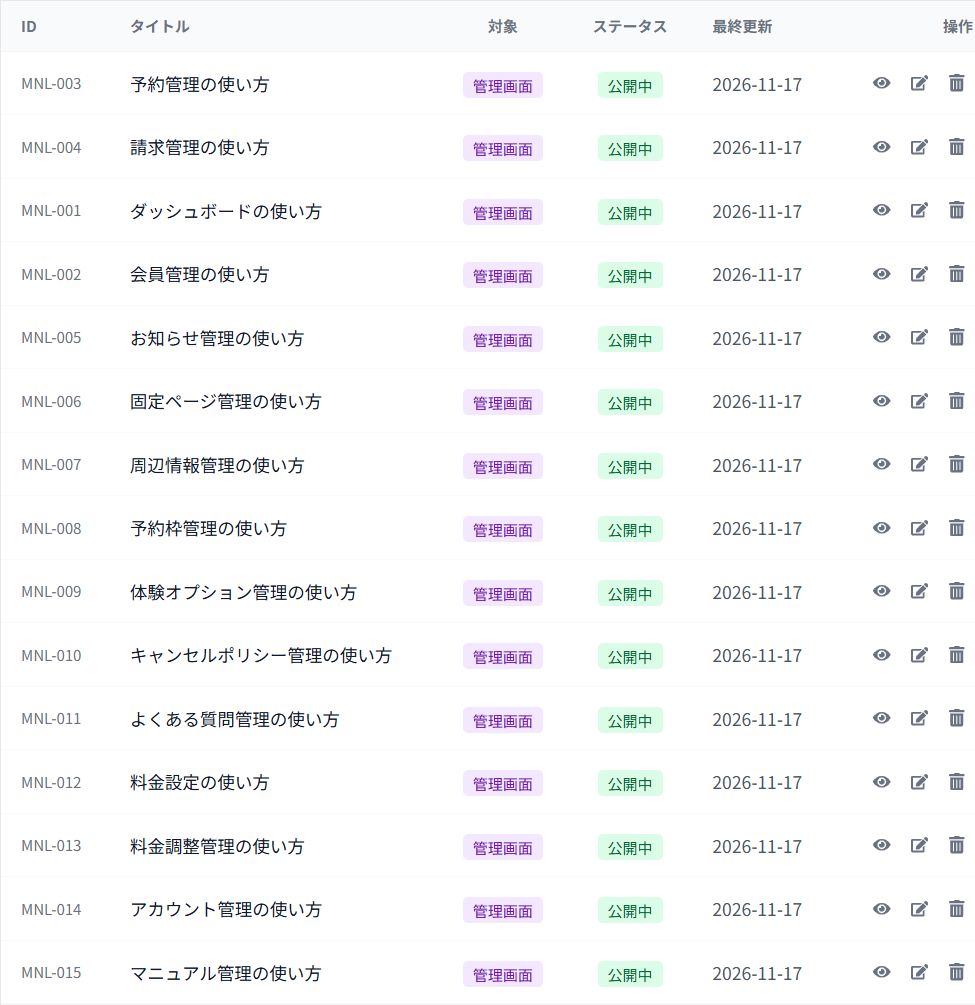 ID タイトル 対象 ステータス 最終更新 操作
MNL-003 予約管理の使い方 管理画面 公開中 2026-11-17
MNL-004 請求管理の使い方 管理画面 公開中 2026-11-17
MNL-001 ダッシュボードの使い方 管理画面 公開中 2026-11-17
MNL-002 会員管理の使い方 管理画面 公開中 2026-11-17
MNL-005 お知らせ管理の使い方 管理画面 公開中 2026-11-17
MNL-006 固定ページ管理の使い方 管理画面 公開中 2026-11-17
MNL-007 周辺情報管理の使い方 管理画面 公開中 2026-11-17
MNL-008 予約枠管理の使い方 管理画面 公開中 2026-11-17
MNL-009 体験オプション管理の使い方 管理画面 公開中 2026-11-17
MNL-010 キャンセルポリシー管理の使い方 管理画面 公開中 2026-11-17
MNL-011 よくある質問管理の使い方 管理画面 公開中 2026-11-17
MNL-012 料金設定の使い方 管理画面 公開中 2026-11-17
MNL-013 料金調整管理の使い方 管理画面 公開中 2026-11-17
MNL-014 アカウント管理の使い方 管理画面 公開中 2026-11-17
MNL-015 マニュアル管理の使い方 管理画面 公開中 2026-11-17